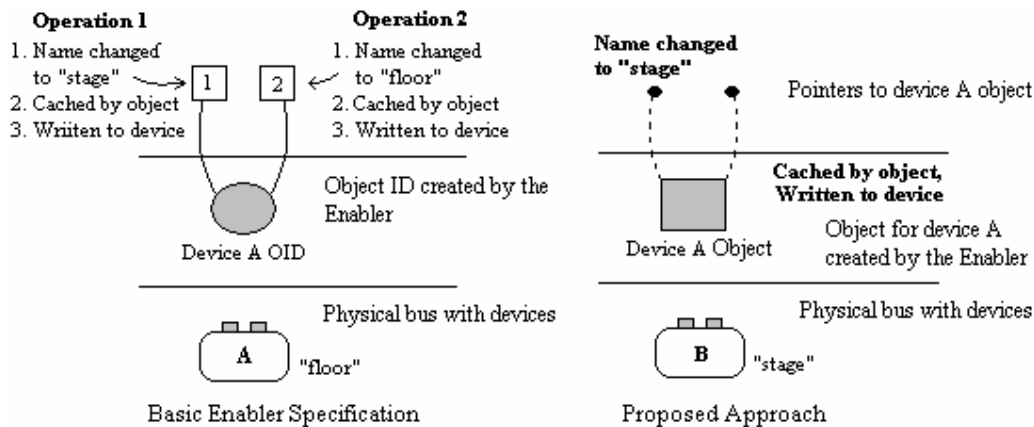 Operation 1
1. Name changed
to "stage"
2. Cached by object
3. Wriiten to device
1
2
Operation 2
1. Name changed
to "floor"
2. Cached by object
3. Written to device
Object ID created by the
Enabler
Device A OID
Physical bus with devices
A
"floor"
Basic Enabler Specification
Name changed
to "stage"
Pointers to device A object
Cached by object,
Written to device
Device A Object
Object for device A
created by the Enabler
Physical bus with devices
B
"stage"
Proposed Approach